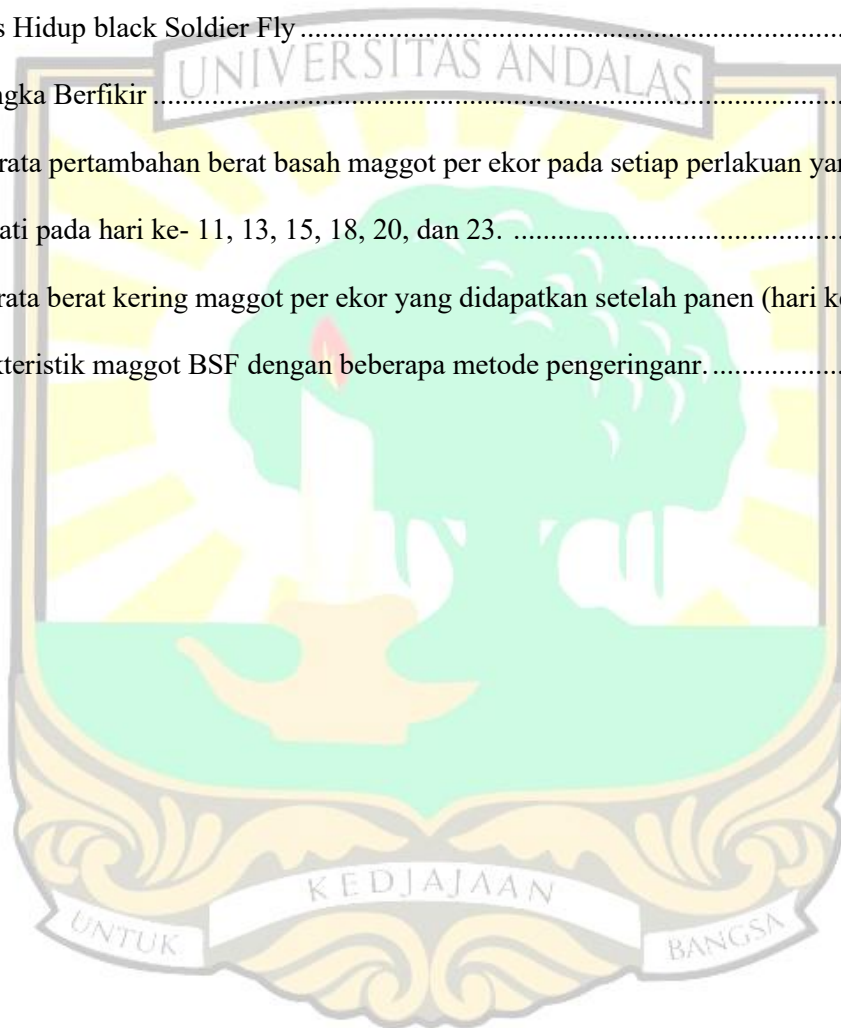 s Hidup black Soldier Fly ........................................................................................
UNIVERSITAS ANDALAS
ngka Berfikir ........................................................................................................
rata pertambahan berat basah maggot per ekor pada setiap perlakuan yan
ati pada hari ke- 11, 13, 15, 18, 20, dan 23. ................................................
rata berat kering maggot per ekor yang didapatkan setelah panen (hari ke
kteristik maggot BSF dengan beberapa metode pengeringanr. ....................
UNTUK KEDJAJAAN BANGSA